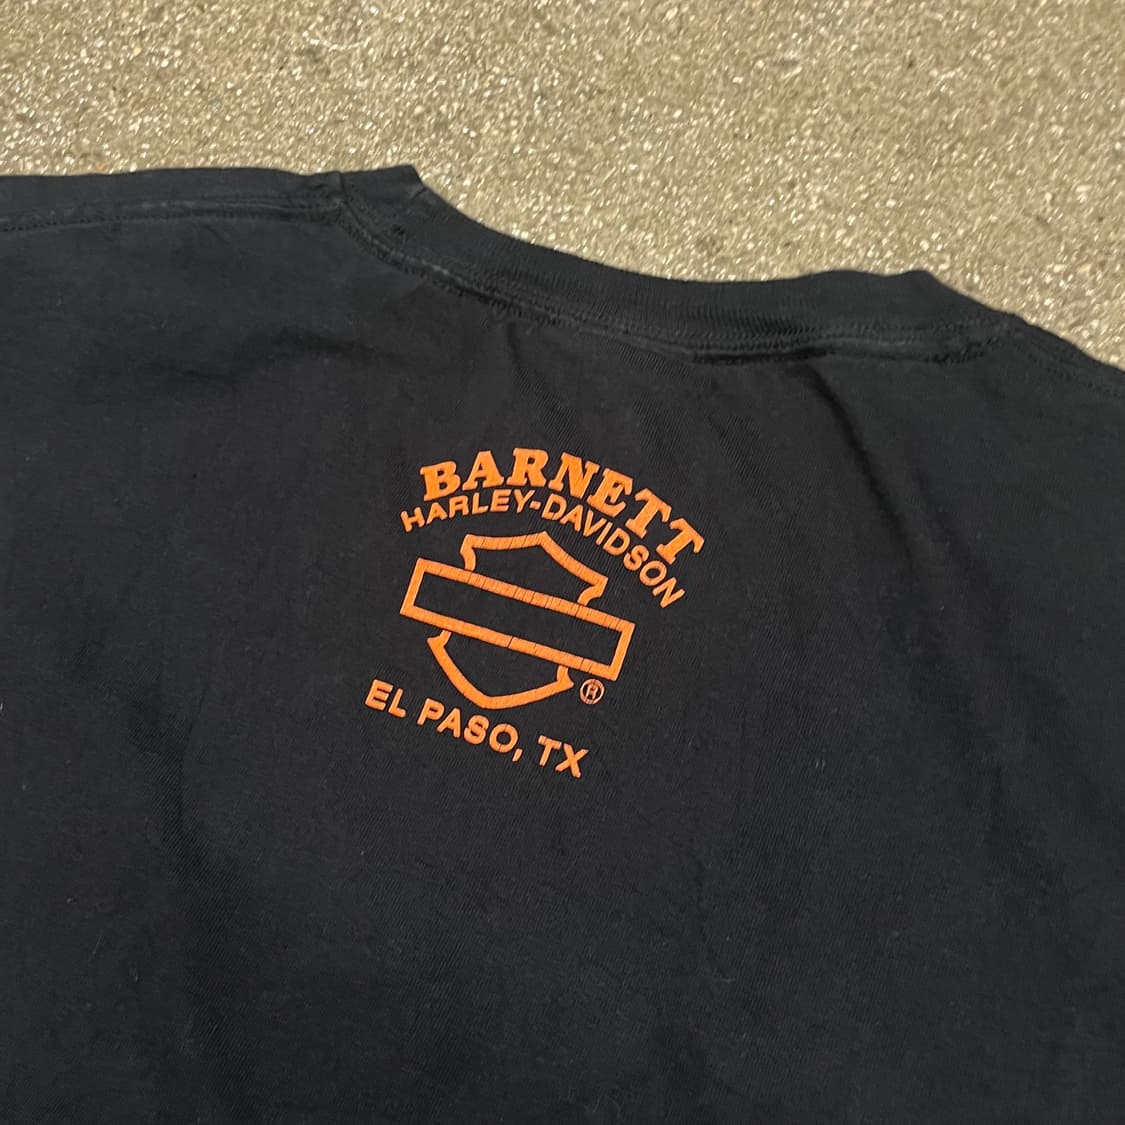 BARNETT
HARLEY-DAVIDSON
®
EL PASO, TX